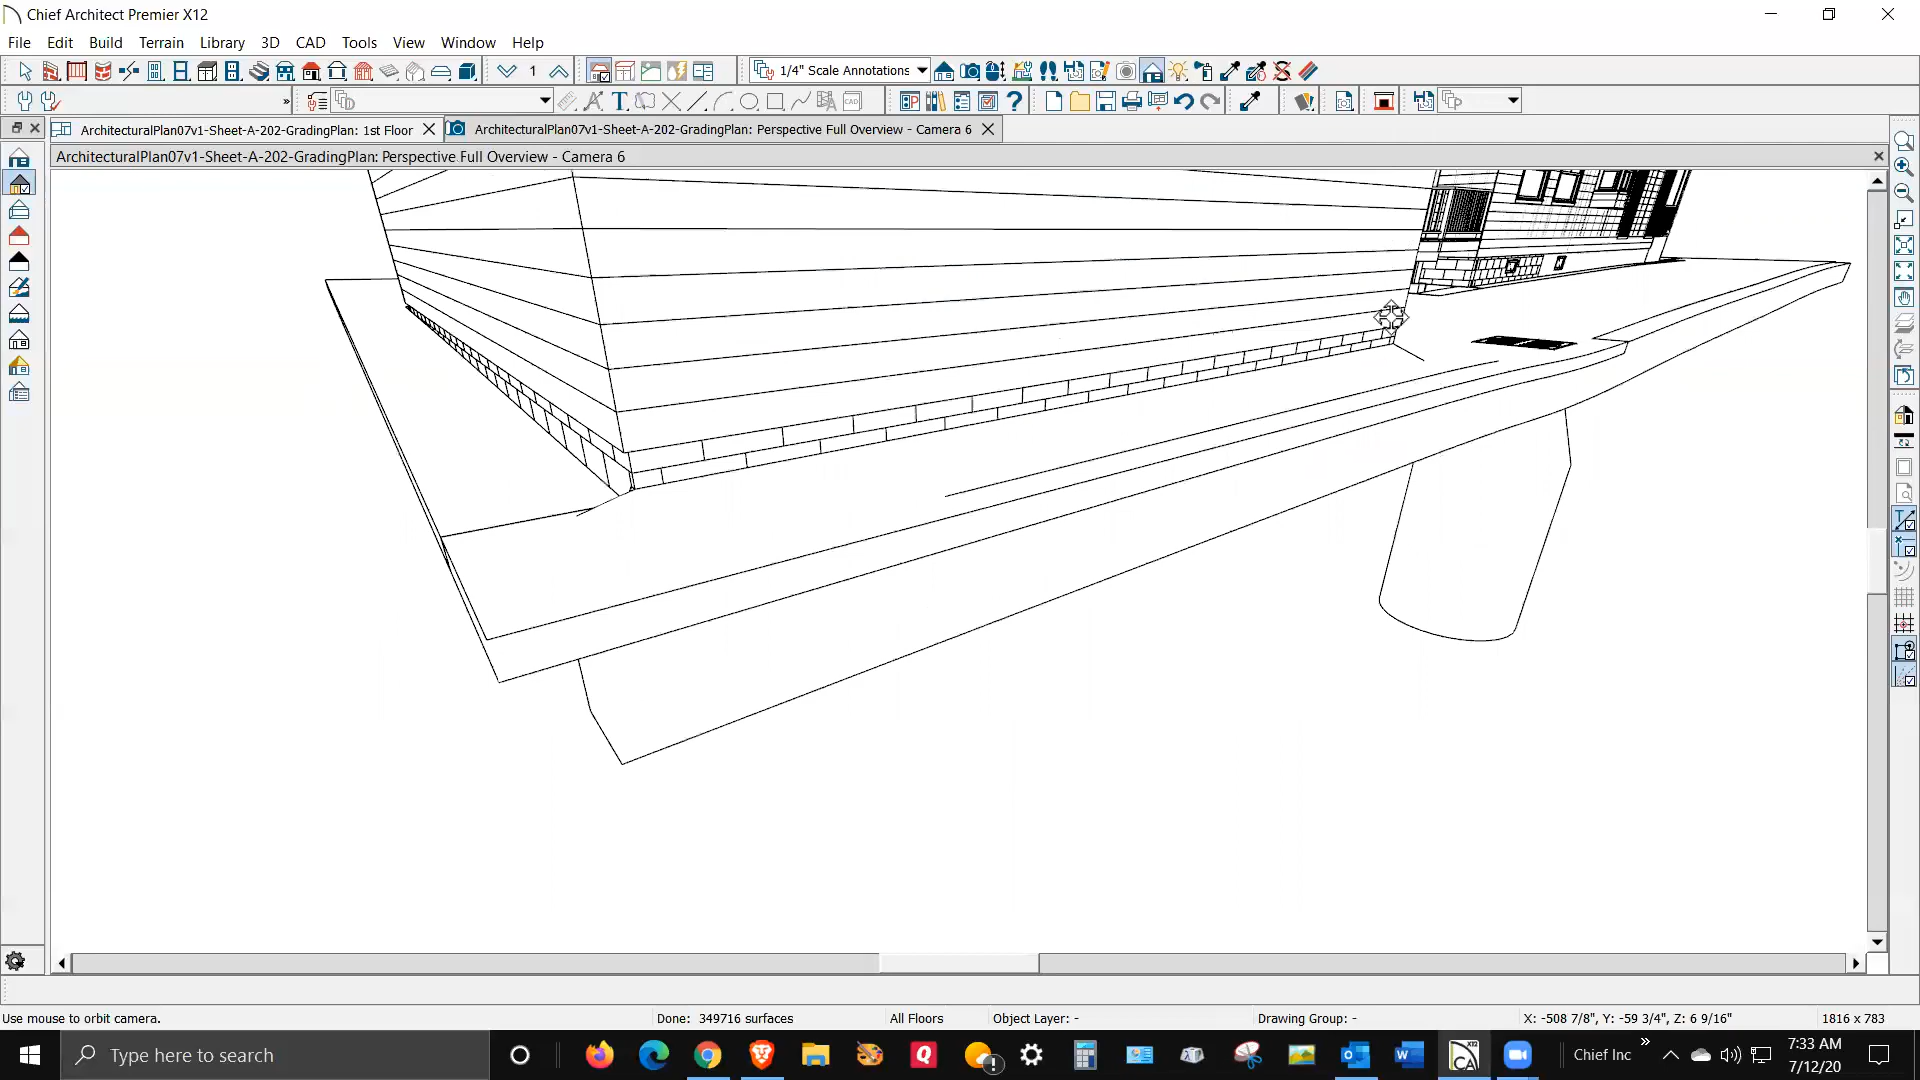 Chief Architect Premier X12
File Edit Build Terrain Library 3D CAD Tools View Window Help
1 1/4" Scale Annotations
ArchitecturalPlan07v1-Sheet-A-202-GradingPlan: 1st Floor ArchitecturalPlan07v1-Sheet-A-202-GradingPlan: Perspective Full Overview - Camera 6
ArchitecturalPlan07v1-Sheet-A-202-GradingPlan: Perspective Full Overview - Camera 6
Use mouse to orbit camera. Done: 349716 surfaces All Floors Object Layer: - Drawing Group: - X: -508 7/8", Y: -59 3/4", Z: 6 9/16" 1816 x 783
Type here to search Chief Inc 7:33 AM
7/12/20